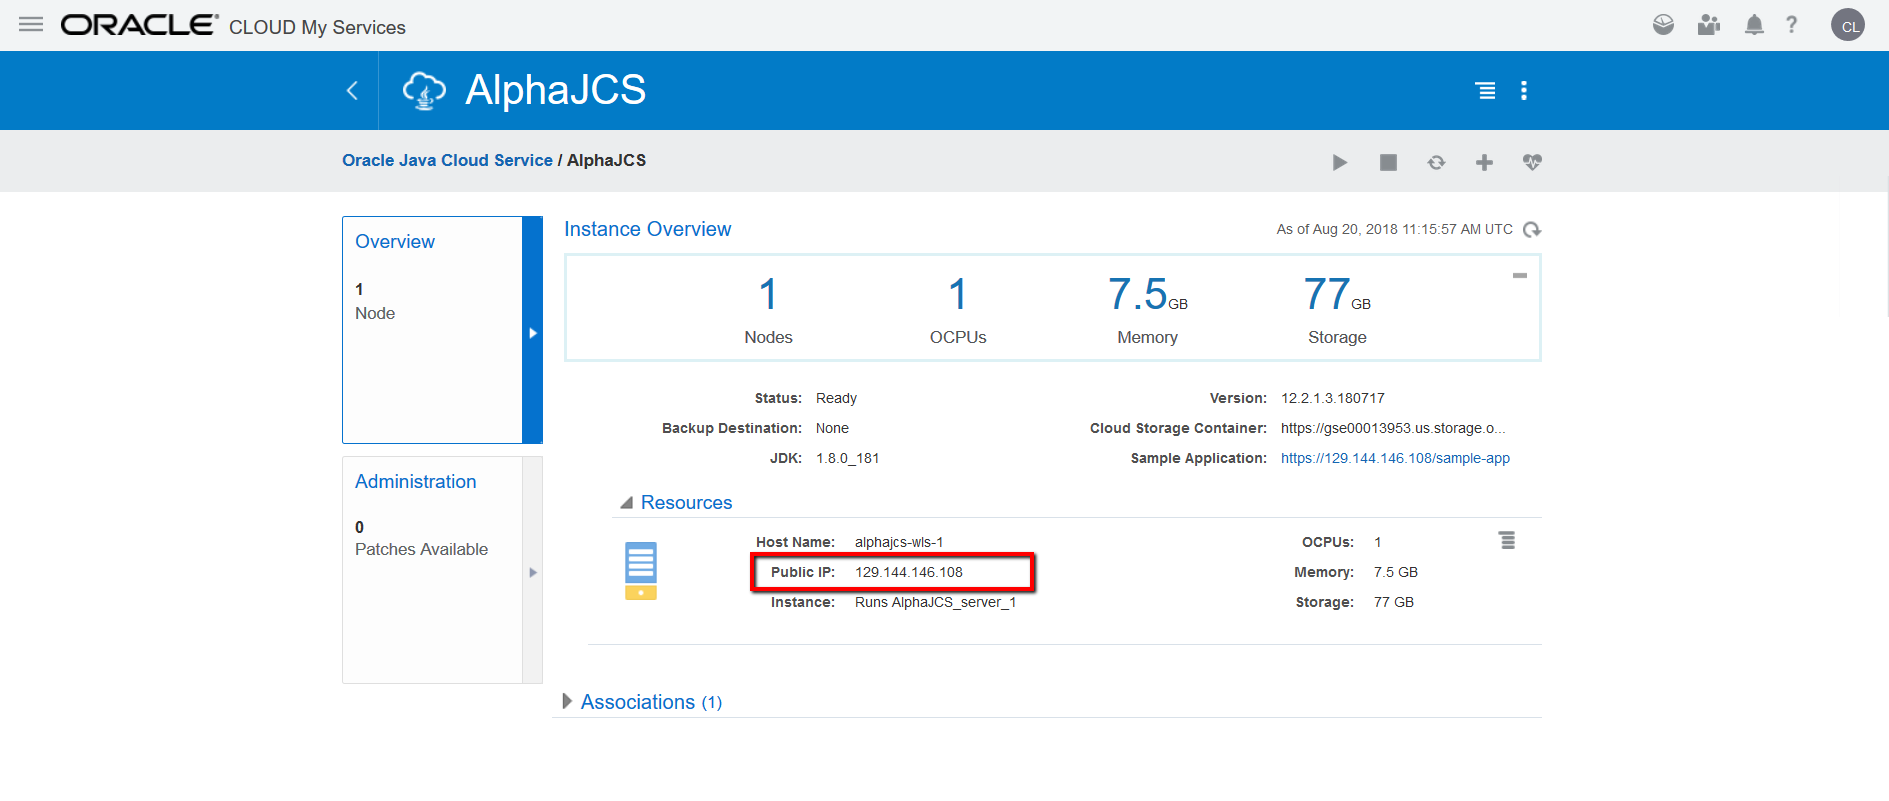 ORACLE® CLOUD My Services
?
CL
AlphaJCS
Oracle Java Cloud Service / AlphaJCS
Overview
1
Node
Administration
0
Patches Available
Instance Overview
As of Aug 20, 2018 11:15:57 AM UTC
1
Nodes
1
OCPUs
7.5GB
Memory
77GB
Storage
Status: Ready
Backup Destination: None
JDK: 1.8.0_181
Version: 12.2.1.3.180717
Cloud Storage Container: https://gse00013953.us.storage.o...
Sample Application: https://129.144.146.108/sample-app
Resources
Host Name: alphajcs-wls-1
Public IP: 129.144.146.108
Instance: Runs AlphaJCS_server_1
OCPUs: 1
Memory: 7.5 GB
Storage: 77 GB
Associations (1)